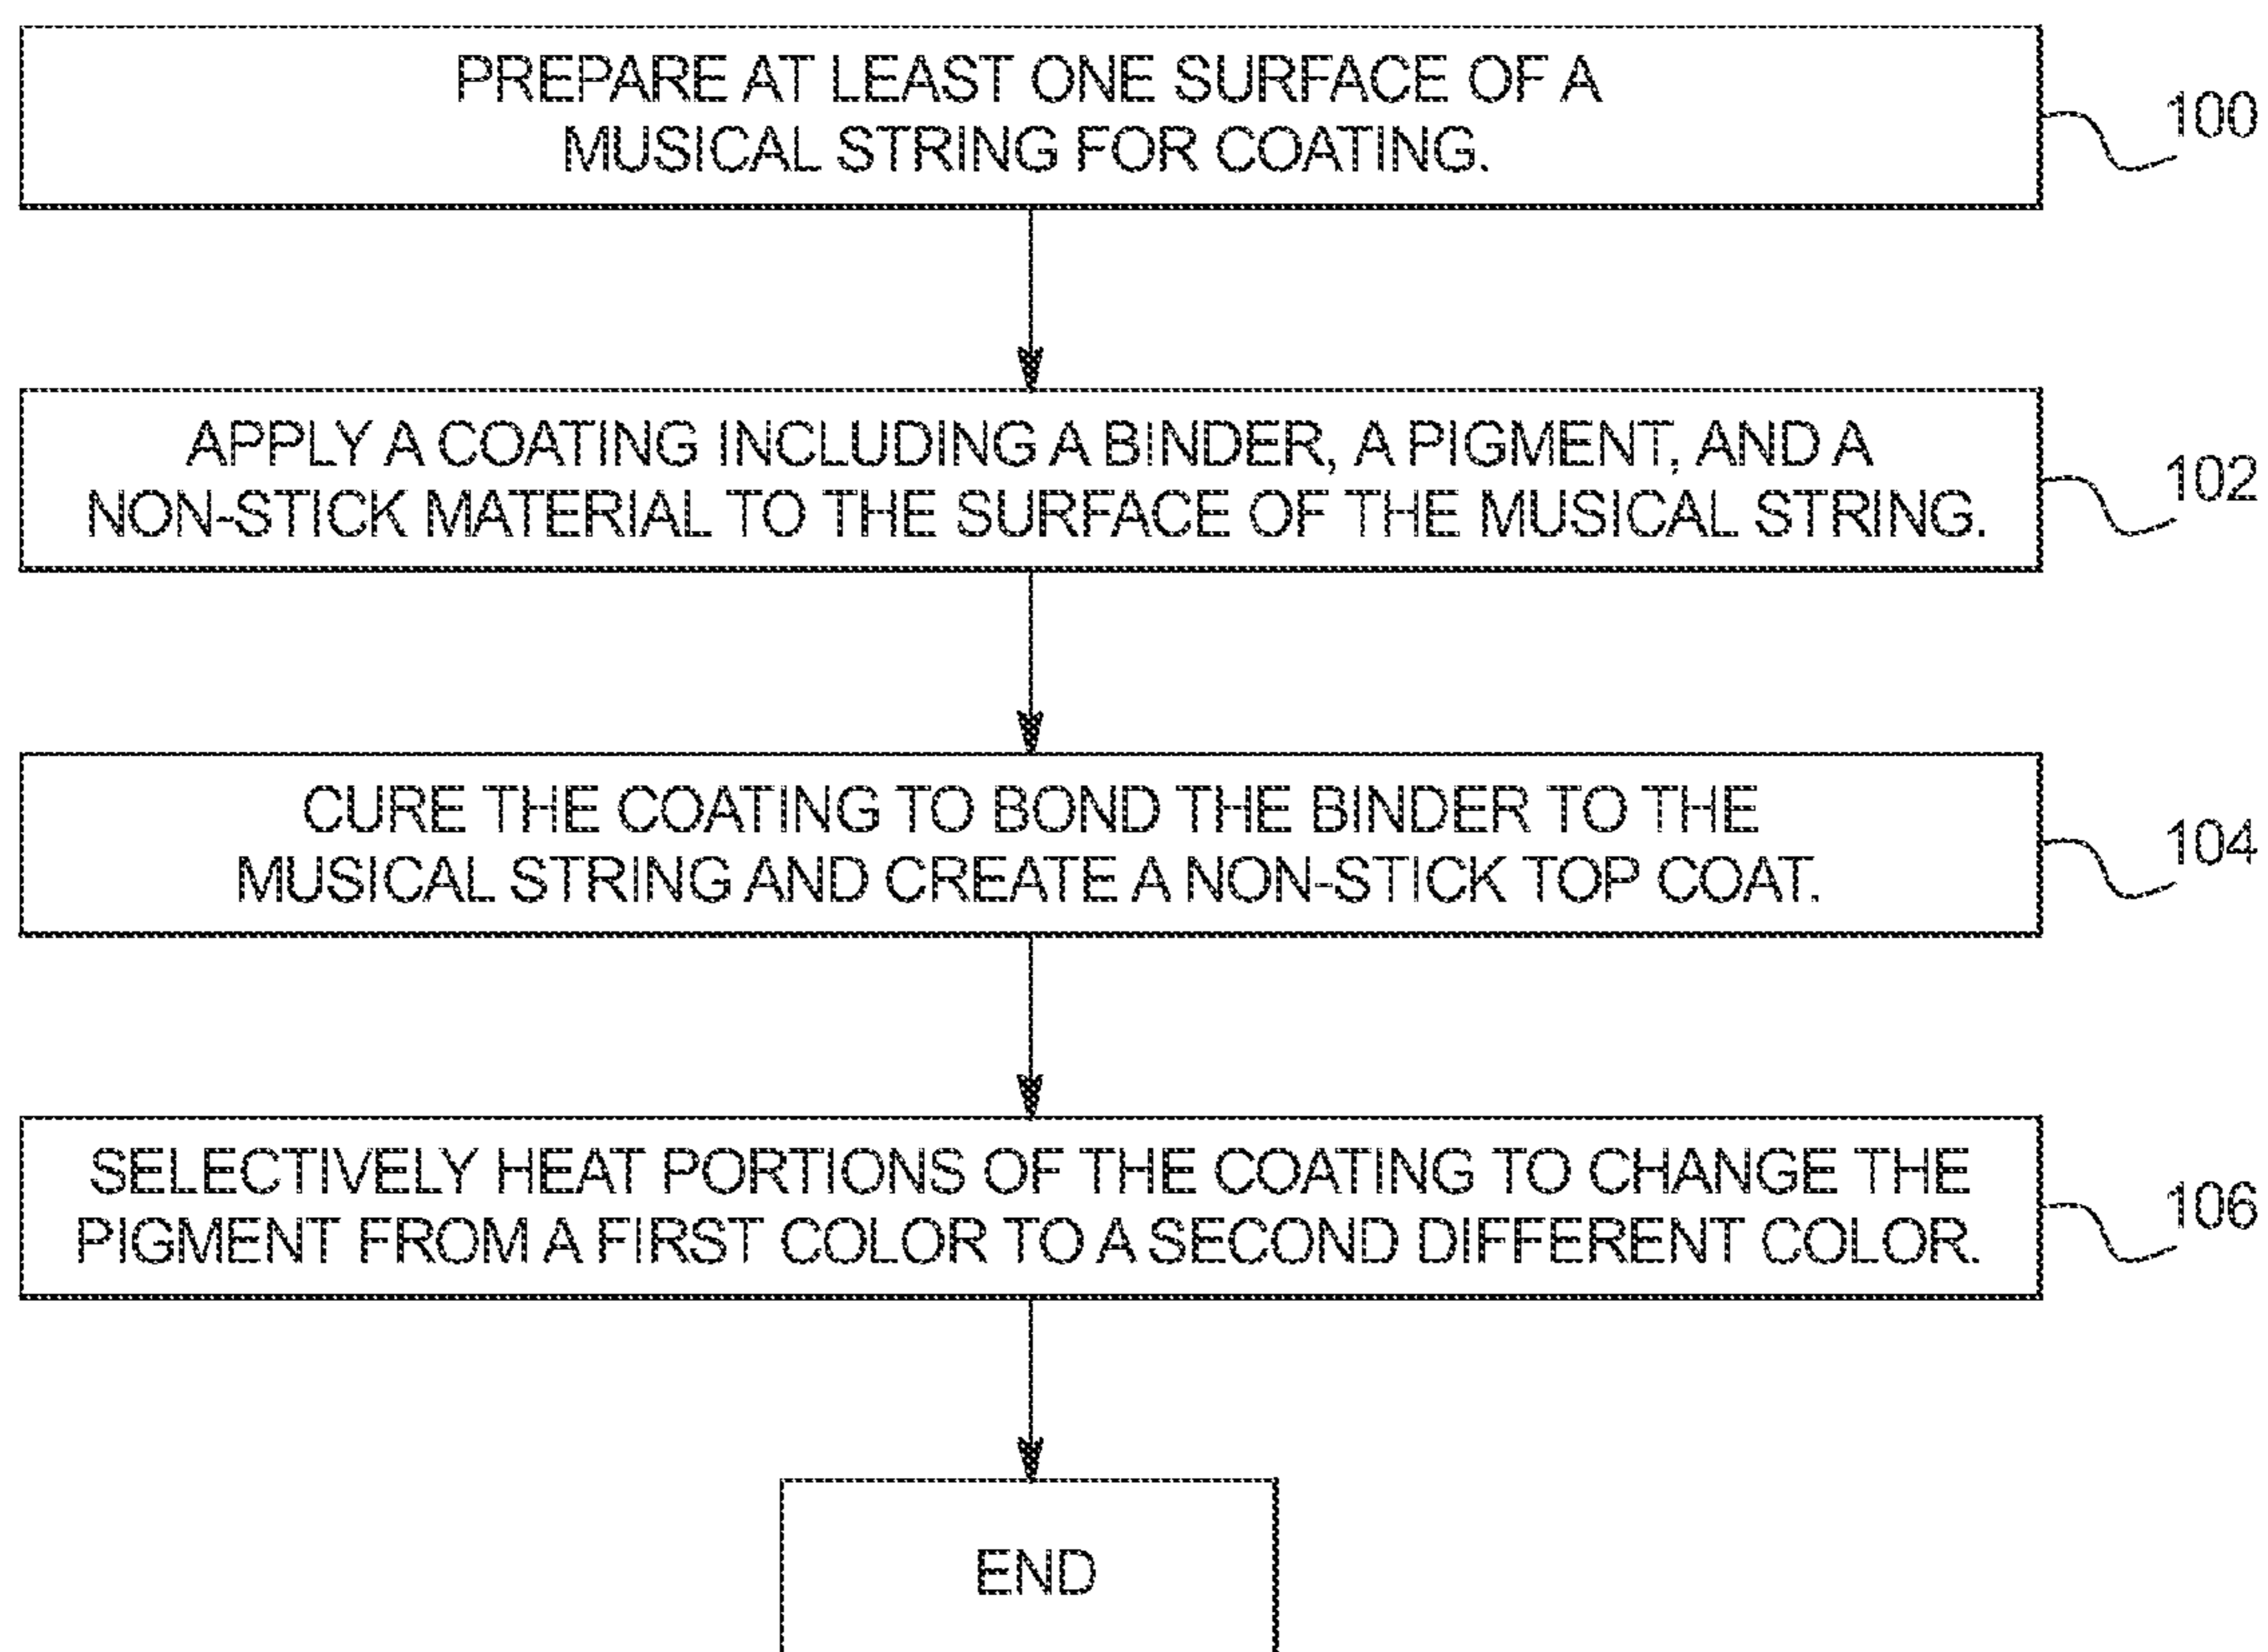 PREPARE AT LEAST ONE SURFACE OF A
MUSICAL STRING FOR COATING.
100
APPLY A COATING INCLUDING A BINDER, A PIGMENT, AND A
NON-STICK MATERIAL TO THE SURFACE OF THE MUSICAL STRING.
102
CURE THE COATING TO BOND THE BINDER TO THE
MUSICAL STRING AND CREATE A NON-STICK TOP COAT.
104
SELECTIVELY HEAT PORTIONS OF THE COATING TO CHANGE THE
PIGMENT FROM A FIRST COLOR TO A SECOND DIFFERENT COLOR.
106
END